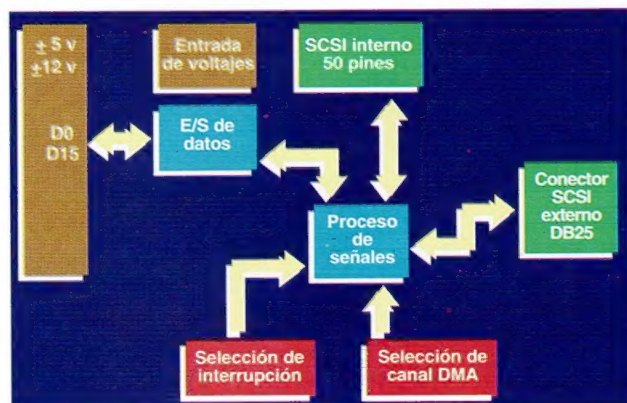 ± 5 v
±12 v
D0
D15
Entrada
de voltajes
SCSI interno
50 pines
E/S de
datos
Proceso
de
señales
Conector
SCSI
externo
DB25
Selección de
interrupción
Selección de
canal DMA